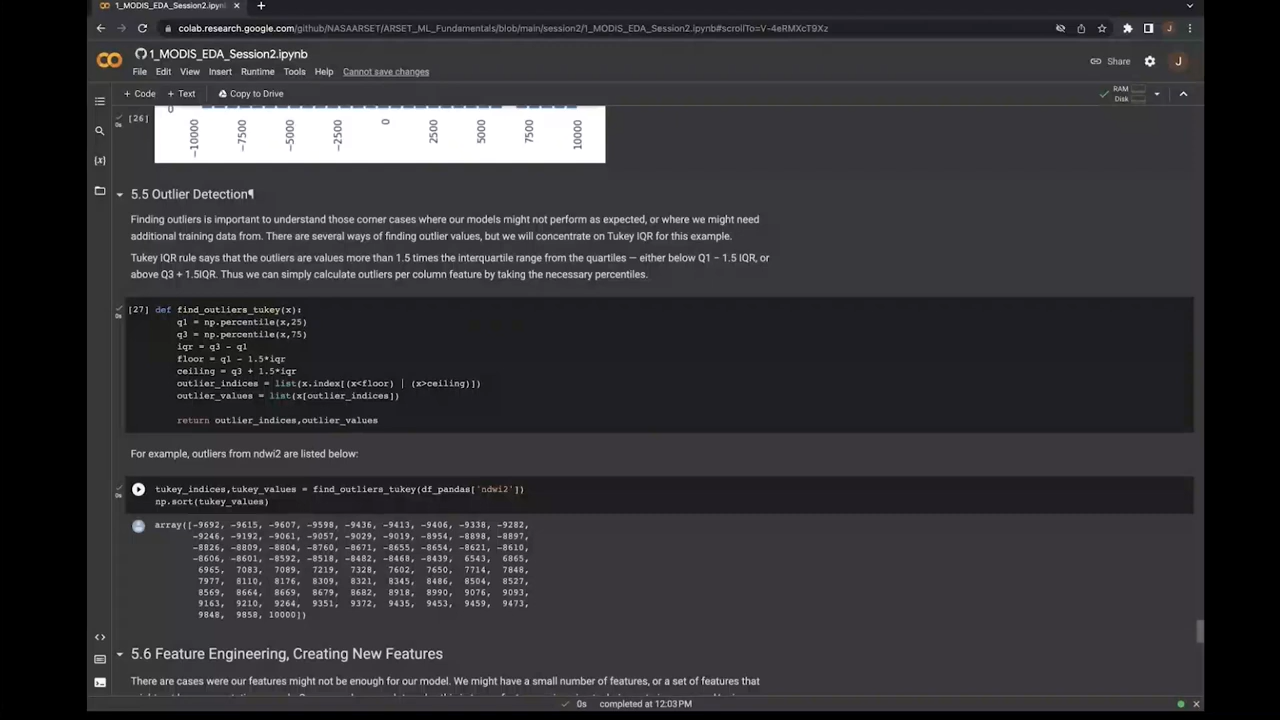 1_MODIS_EDA_Session2.ipynb
colab.research.google.com/github/NASAARSET/ARSET_ML_Fundamentals/blob/main/session2/1_MODIS_EDA_Session2.ipynb#scrollTo=V-4eRMXcT9Xz
J
1_MODIS_EDA_Session2.ipynb
Share
J
File Edit View Insert Runtime Tools Help Cannot save changes
+ Code + Text Copy to Drive
RAM
Disk
[26]
0
-10000 -7500 -5000 -2500 0 2500 5000 7500 10000
5.5 Outlier Detection¶
Finding outliers is important to understand those corner cases where our models might not perform as expected, or where we might need
additional training data from. There are several ways of finding outlier values, but we will concentrate on Tukey IQR for this example.
Tukey IQR rule says that the outliers are values more than 1.5 times the interquartile range from the quartiles — either below Q1 − 1.5 IQR, or
above Q3 + 1.5IQR. Thus we can simply calculate outliers per column feature by taking the necessary percentiles.
0s
[27] def find_outliers_tukey(x):
q1 = np.percentile(x,25)
q3 = np.percentile(x,75)
iqr = q3 - q1
floor = q1 - 1.5*iqr
ceiling = q3 + 1.5*iqr
outlier_indices = list(x.index[(x<floor) | (x>ceiling)])
outlier_values = list(x[outlier_indices])
return outlier_indices,outlier_values
For example, outliers from ndwi2 are listed below:
0s
tukey_indices,tukey_values = find_outliers_tukey(df_pandas['ndwi2'])
np.sort(tukey_values)
array([-9692, -9615, -9607, -9598, -9436, -9413, -9406, -9338, -9282,
-9246, -9192, -9061, -9057, -9029, -9019, -8954, -8898, -8897,
-8826, -8809, -8804, -8760, -8671, -8655, -8654, -8621, -8610,
-8606, -8601, -8592, -8518, -8482, -8468, -8439, 6543, 6865,
6965, 7083, 7089, 7219, 7328, 7602, 7650, 7714, 7848,
7977, 8110, 8176, 8309, 8321, 8345, 8486, 8504, 8527,
8569, 8664, 8669, 8679, 8682, 8918, 8990, 9076, 9093,
9163, 9210, 9264, 9351, 9372, 9435, 9453, 9459, 9473,
9848, 9858, 10000])
5.6 Feature Engineering, Creating New Features
There are cases were our features might not be enough for our model. We might have a small number of features, or a set of features that
0s completed at 12:03 PM